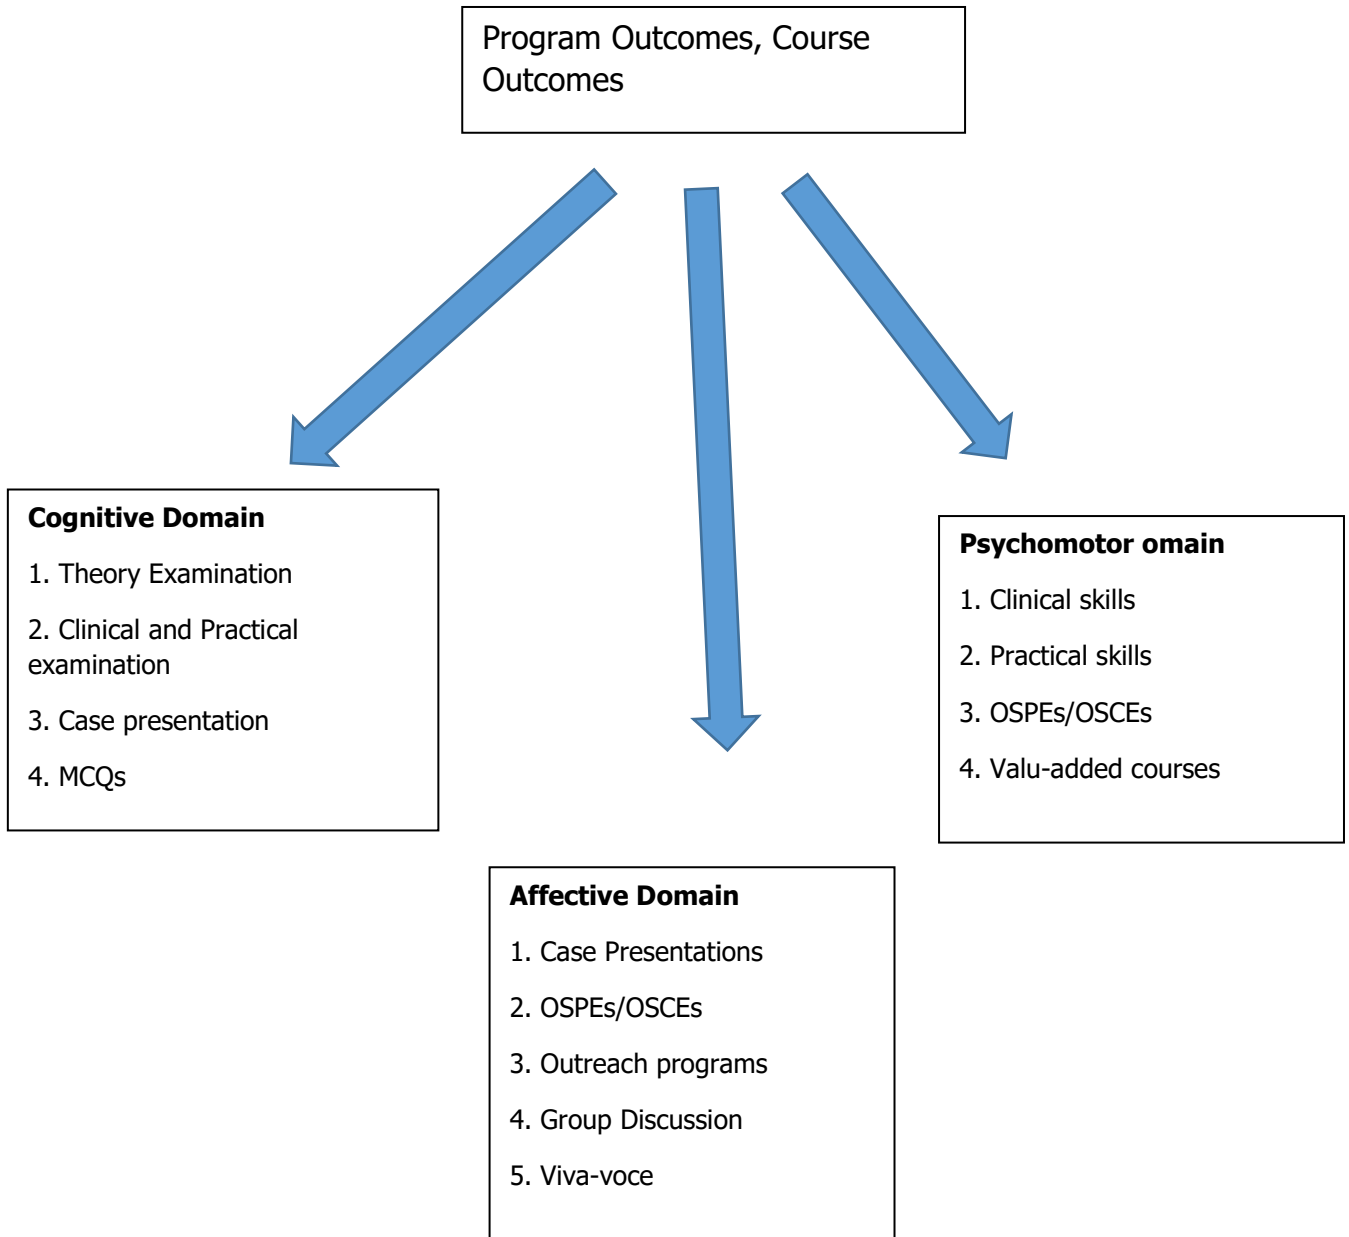 Program Outcomes, Course
Outcomes
Cognitive Domain
1. Theory Examination
2. Clinical and Practical
examination
3. Case presentation
4. MCQs
Psychomotor omain
1. Clinical skills
2. Practical skills
3. OSPEs/OSCEs
4. Valu-added courses
Affective Domain
1. Case Presentations
2. OSPEs/OSCEs
3. Outreach programs
4. Group Discussion
5. Viva-voce